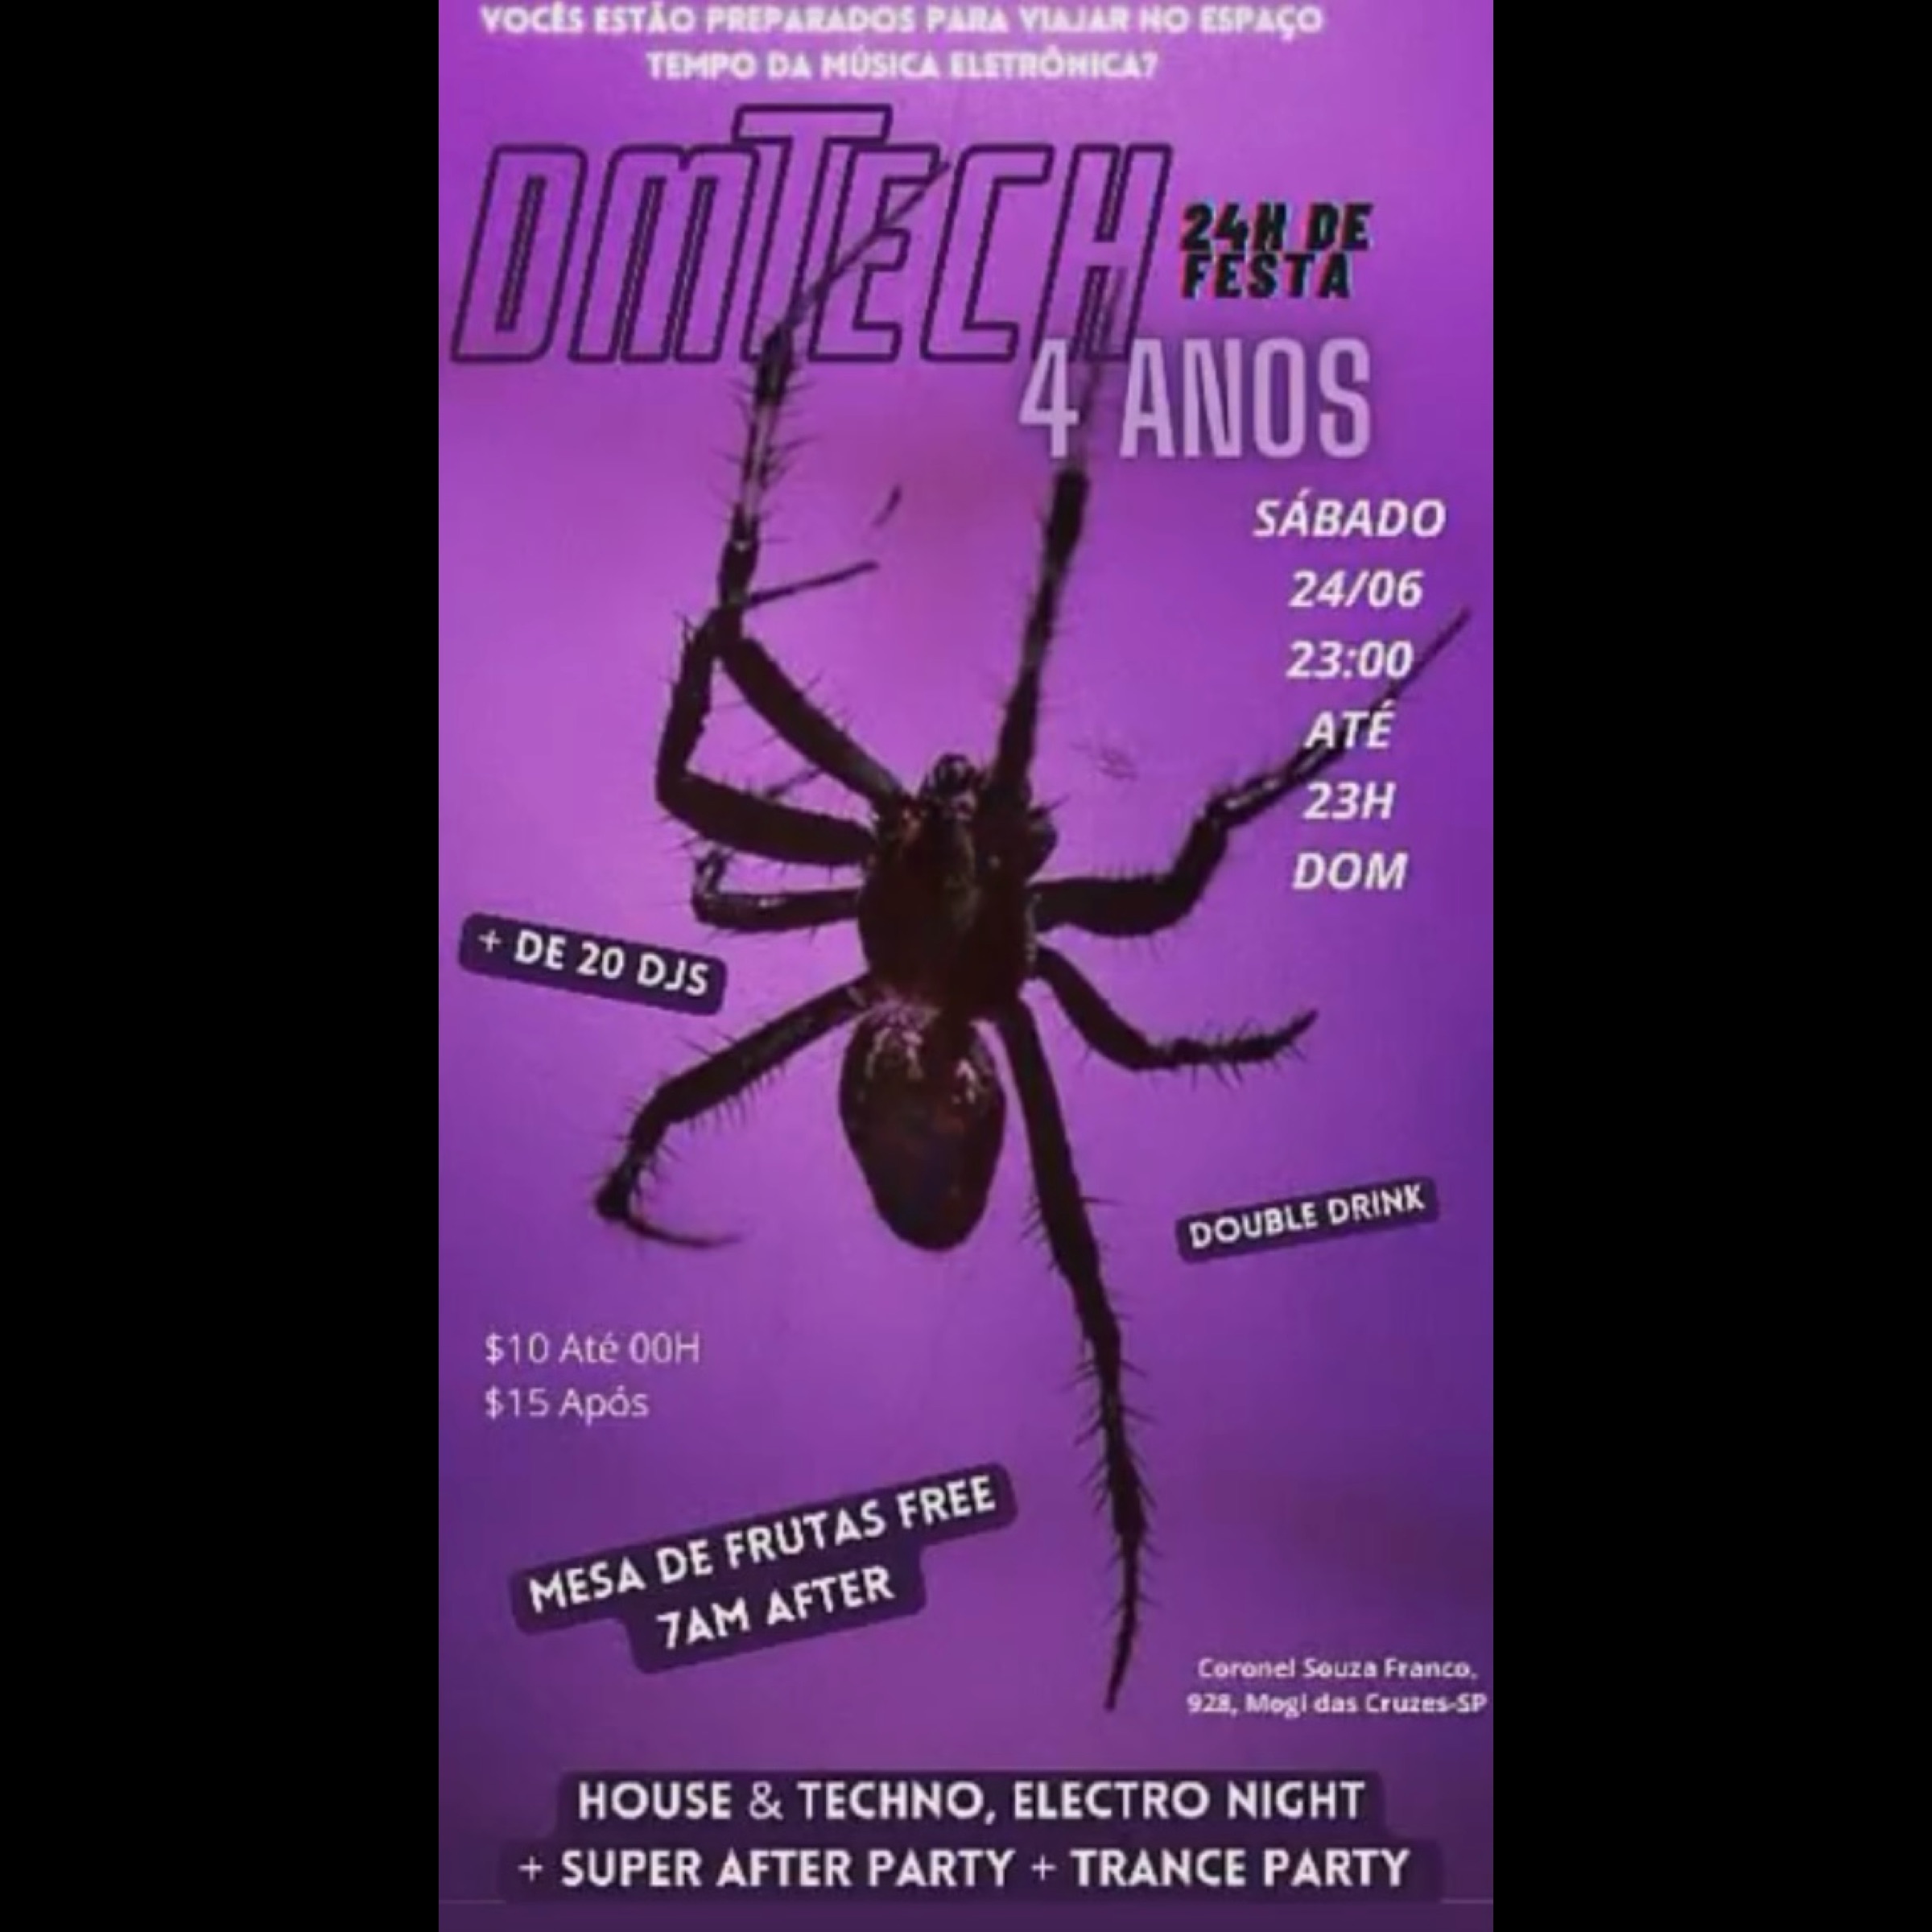 VOCÊS ESTÃO PREPARADOS PARA VIAJAR NO ESPAÇO
TEMPO DA MÚSICA ELETRÔNICA?
DMTECH
24H DE
FESTA
4 ANOS
SÁBADO
24/06
23:00
ATÉ
23H
DOM
+ DE 20 DJS
DOUBLE DRINK
$10 Até 00H
$15 Após
MESA DE FRUTAS FREE
7AM AFTER
Coronel Souza Franco,
928, Mogi das Cruzes-SP
HOUSE & TECHNO, ELECTRO NIGHT
+ SUPER AFTER PARTY + TRANCE PARTY